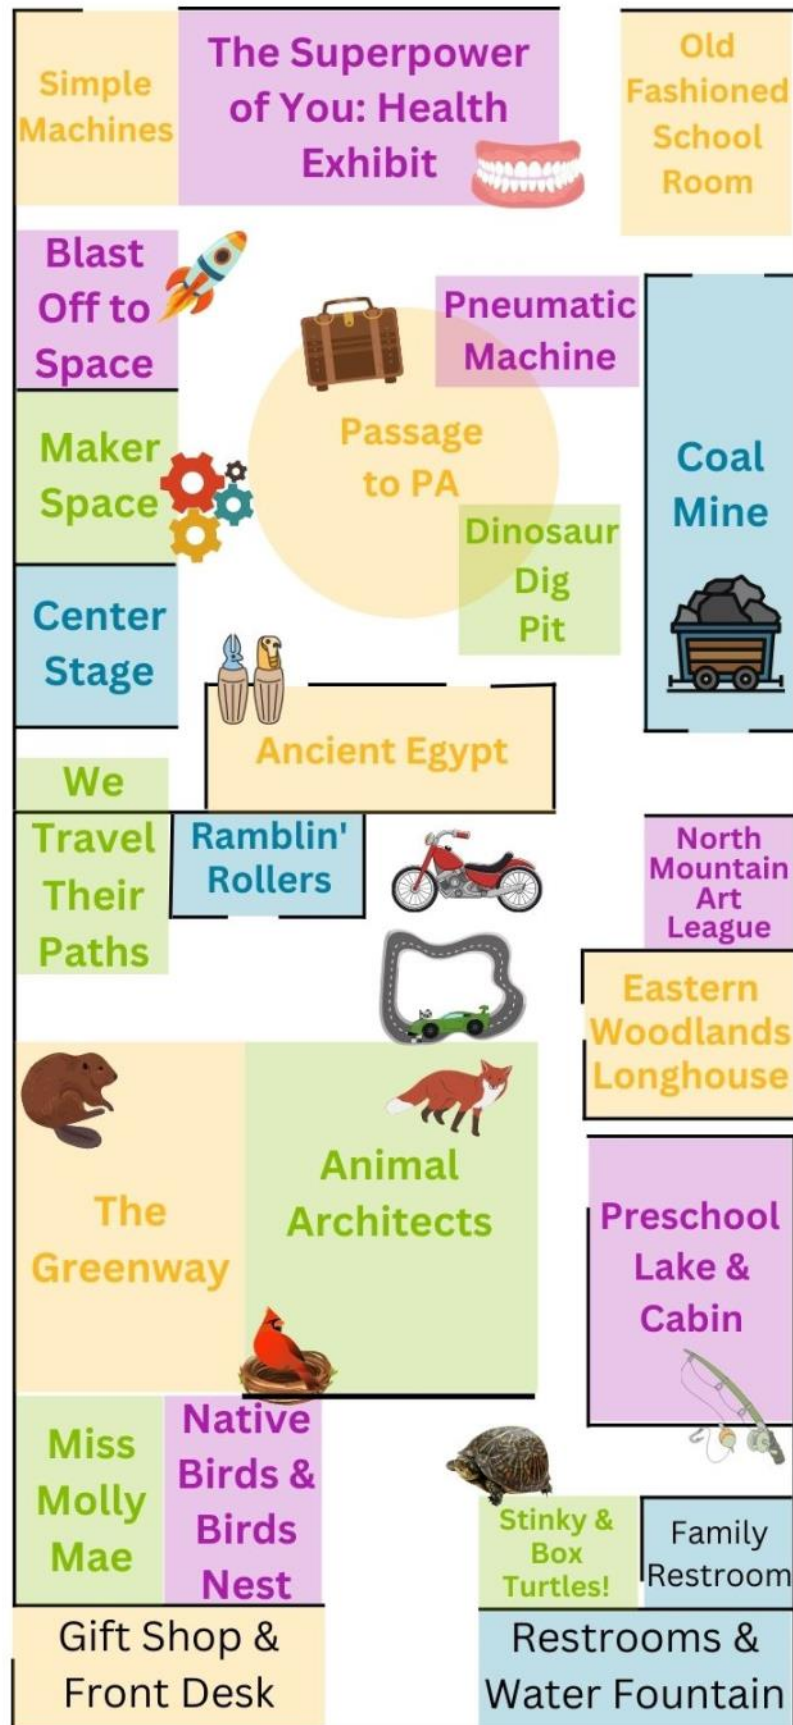 Simple
Machines
The Superpower
of You: Health
Exhibit
Old
Fashioned
School
Room
Blast
Off to
Space
Pneumatic
Machine
Passage
to PA
Maker
Space
Coal
Mine
Dinosaur
Dig
Pit
Center
Stage
Ancient Egypt
We
Travel
Their
Paths
Ramblin'
Rollers
North
Mountain
Art
League
Eastern
Woodlands
Longhouse
The
Greenway
Animal
Architects
Preschool
Lake &
Cabin
Miss
Molly
Mae
Native
Birds &
Birds
Nest
Stinky &
Box
Turtles!
Family
Restroom
Gift Shop &
Front Desk
Restrooms &
Water Fountain